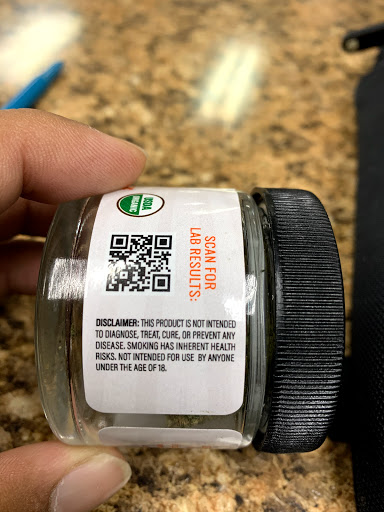 USDA
ORGANIC
SCAN FOR
LAB RESULTS:
DISCLAIMER: THIS PRODUCT IS NOT INTENDED
TO DIAGNOSE, TREAT, CURE, OR PREVENT ANY
DISEASE. SMOKING HAS INHERENT HEALTH
RISKS. NOT INTENDED FOR USE BY ANYONE
UNDER THE AGE OF 18.